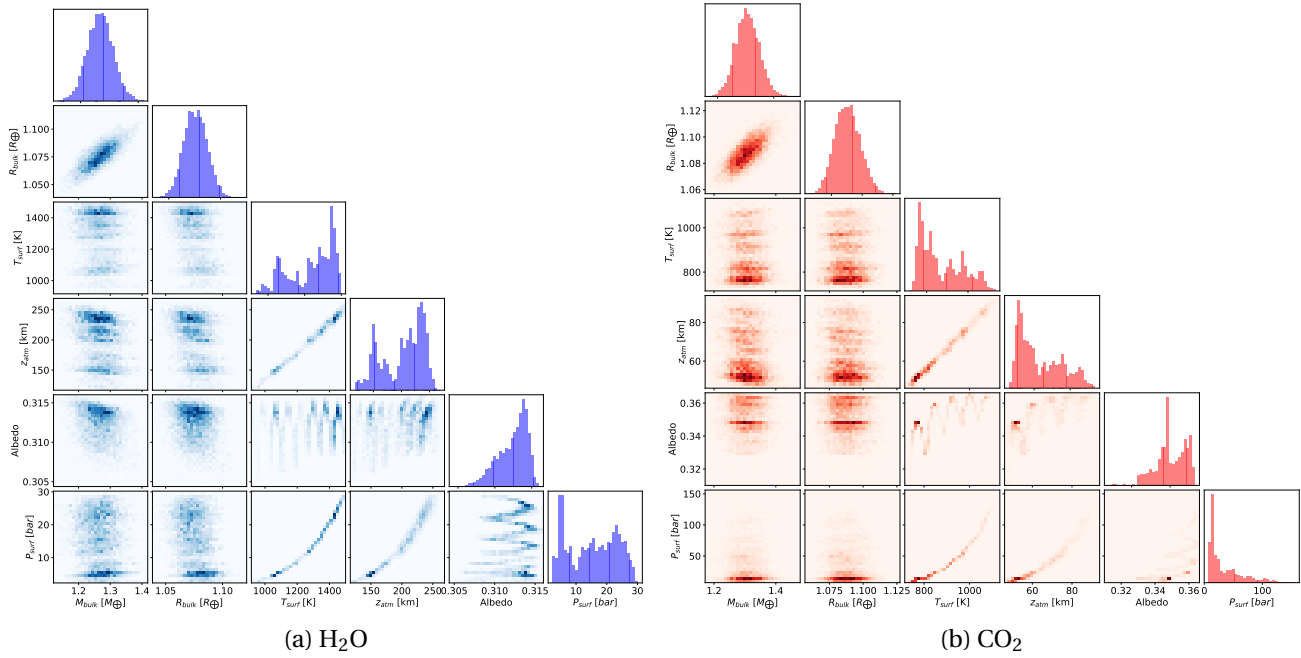 1.100
1.075
1.050
R_bulk [R⊕]
1400
1200
1000
T_surf [K]
250
200
150
z_atm [km]
0.315
0.310
0.305
Albedo
30
20
10
P_surf [bar]
1.2 1.4 1.05 1.10 1000 1200 1400 150 200 250 0.305 0.310 0.315 10 20 30
M_bulk [M⊕] R_bulk [R⊕] T_surf [K] z_atm [km] Albedo P_surf [bar]
(a) H₂O
1.12
1.10
1.08
1.06
R_bulk [R⊕]
1000
800
T_surf [K]
80
60
z_atm [km]
0.36
0.34
0.32
Albedo
150
100
50
P_surf [bar]
1.2 1.4 1.075 1.100 1.125 800 1000 60 80 0.32 0.34 0.36 100
M_bulk [M⊕] R_bulk [R⊕] T_surf [K] z_atm [km] Albedo P_surf [bar]
(b) CO₂